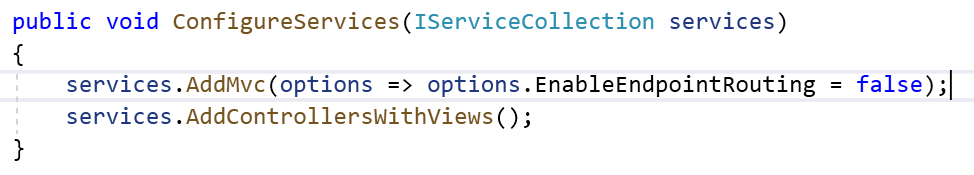 public void ConfigureServices(IServiceCollection services)
{
    services.AddMvc(options => options.EnableEndpointRouting = false);
    services.AddControllersWithViews();
}